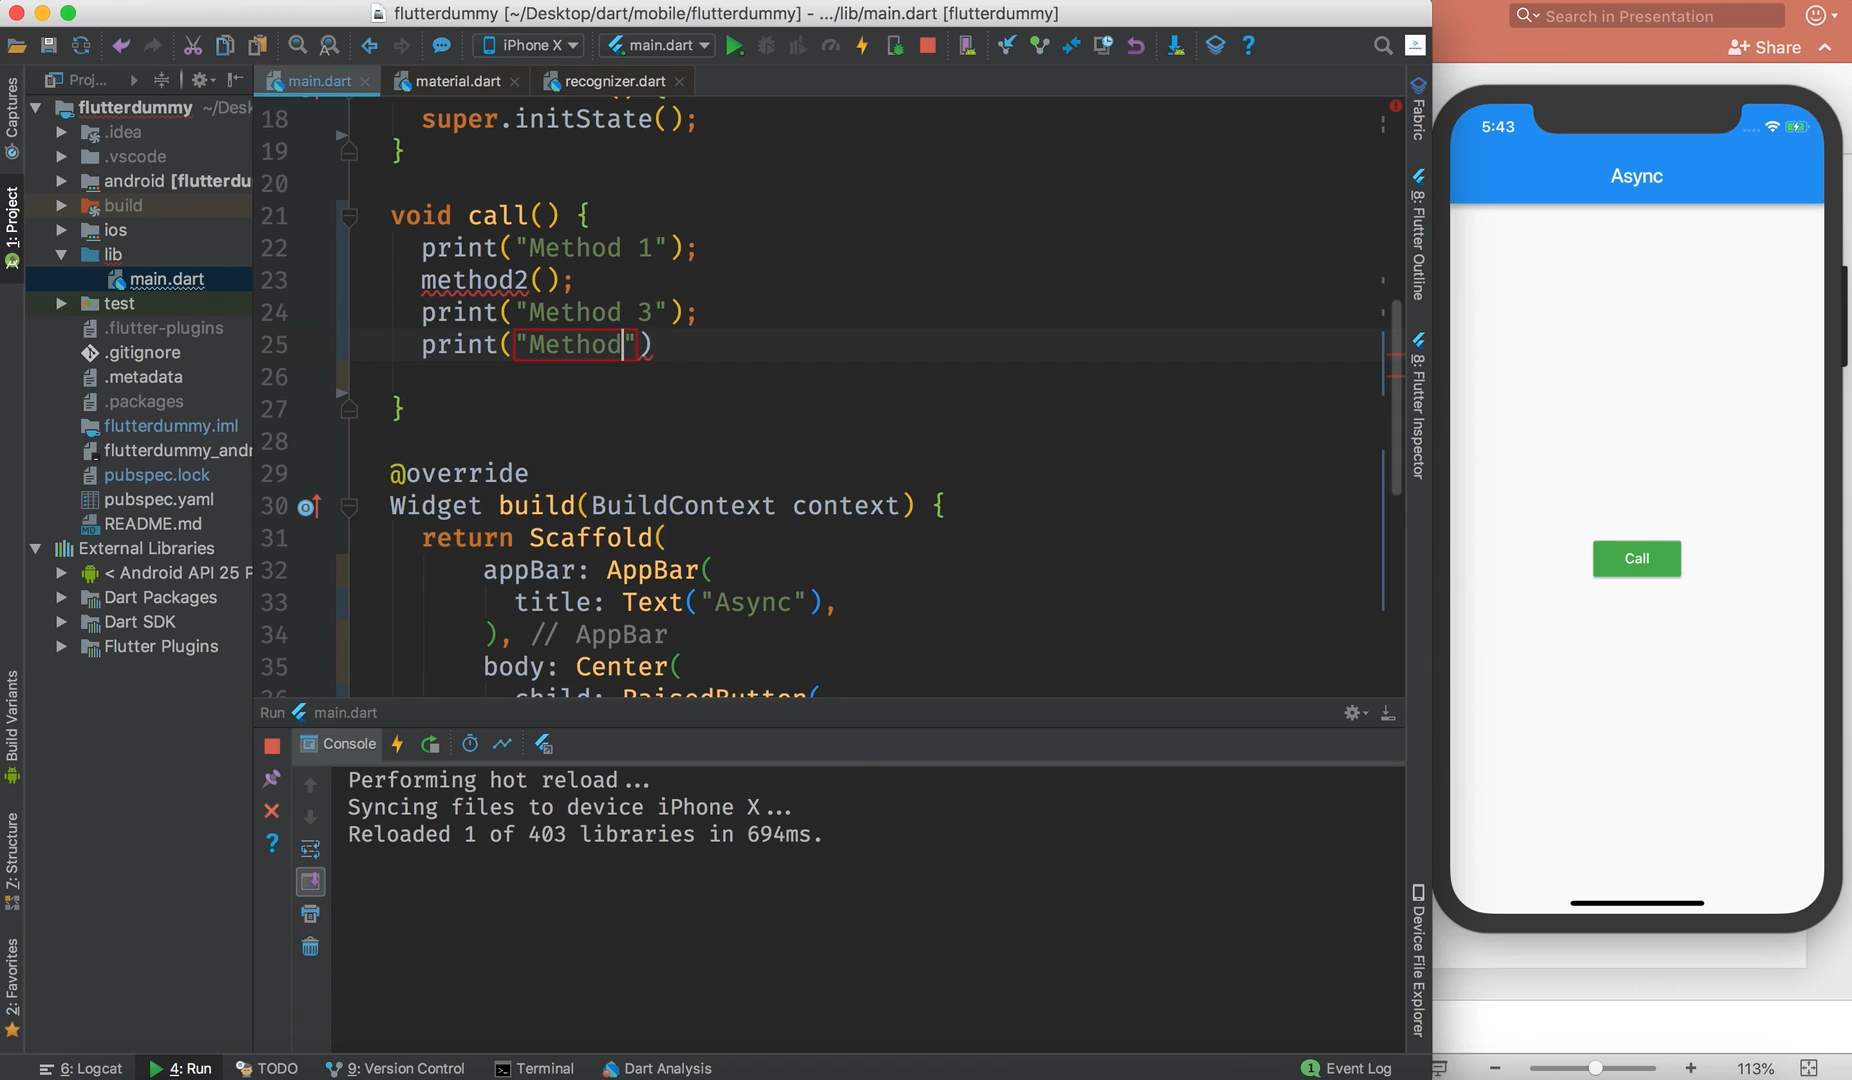 flutterdummy [~/Desktop/dart/mobile/flutterdummy] - .../lib/main.dart [flutterdummy]
Search in Presentation
Share
iPhone X
main.dart
Proj...
main.dart
material.dart
recognizer.dart
Captures
1: Project
Build Variants
7: Structure
2: Favorites
flutterdummy ~/Desk
.idea
.vscode
android [flutterdu
build
ios
lib
main.dart
test
.flutter-plugins
.gitignore
.metadata
.packages
flutterdummy.iml
flutterdummy_andr
pubspec.lock
pubspec.yaml
README.md
External Libraries
< Android API 25 P
Dart Packages
Dart SDK
Flutter Plugins
18 super.initState();
19 }
20
21 void call() {
22 print("Method 1");
23 method2();
24 print("Method 3");
25 print("Method")
26
27 }
28
29 @override
30 Widget build(BuildContext context) {
31 return Scaffold(
32 appBar: AppBar(
33 title: Text("Async"),
34 ), // AppBar
35 body: Center(
36 child: RaisedButton(
Fabric
8: Flutter Outline
8: Flutter Inspector
Device File Explorer
Run main.dart
Console
Performing hot reload...
Syncing files to device iPhone X...
Reloaded 1 of 403 libraries in 694ms.
6: Logcat
4: Run
TODO
9: Version Control
Terminal
Dart Analysis
1 Event Log
5:43
Async
Call
113%